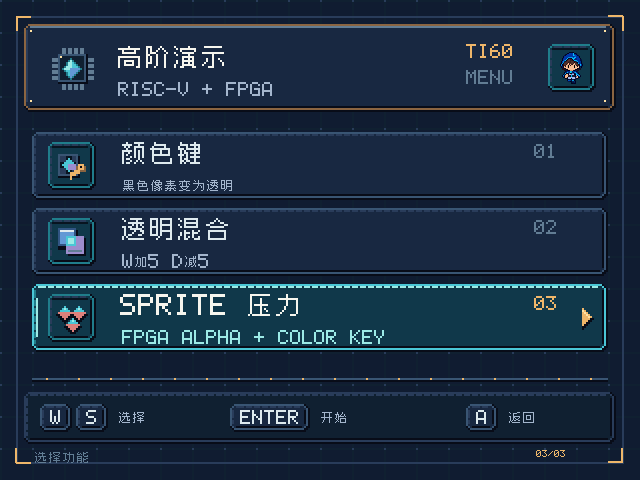 高阶演示
TI60
RISC-V + FPGA
MENU
颜色键
01
黑色像素变为透明
透明混合
02
W加5 D减5
SPRITE 压力
03
FPGA ALPHA + COLOR KEY
W S 选择 ENTER 开始 A 返回
选择功能
03/03